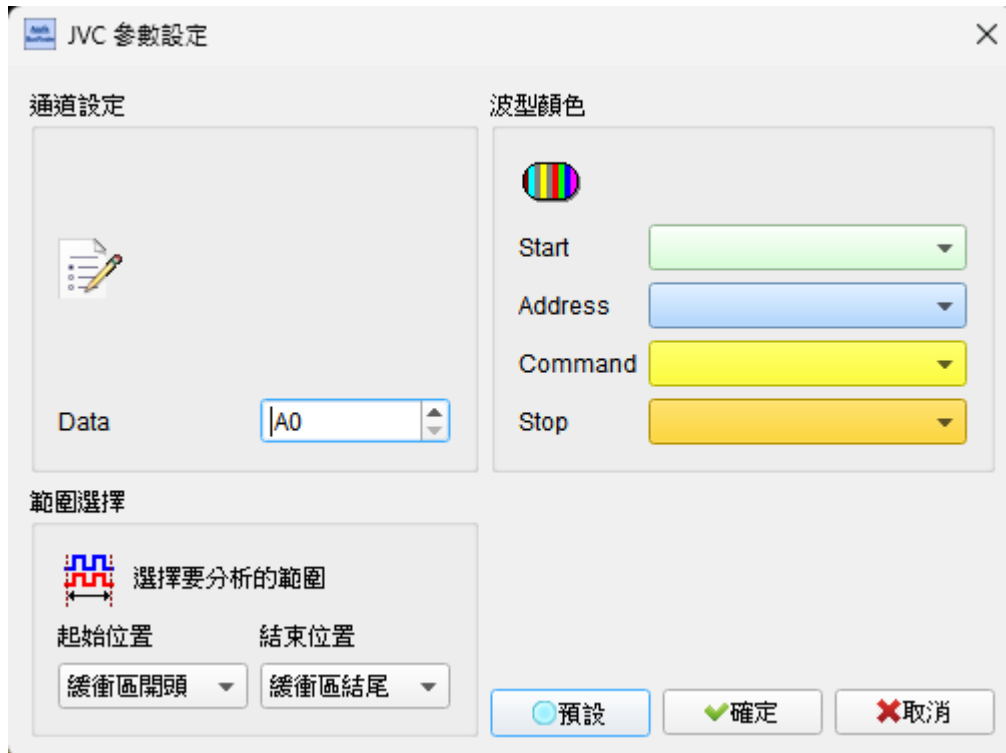 JVC 參數設定
通道設定
Data
A0
波型顏色
Start
Address
Command
Stop
範圍選擇
選擇要分析的範圍
起始位置 結束位置
緩衝區開頭 緩衝區結尾
預設 確定 取消